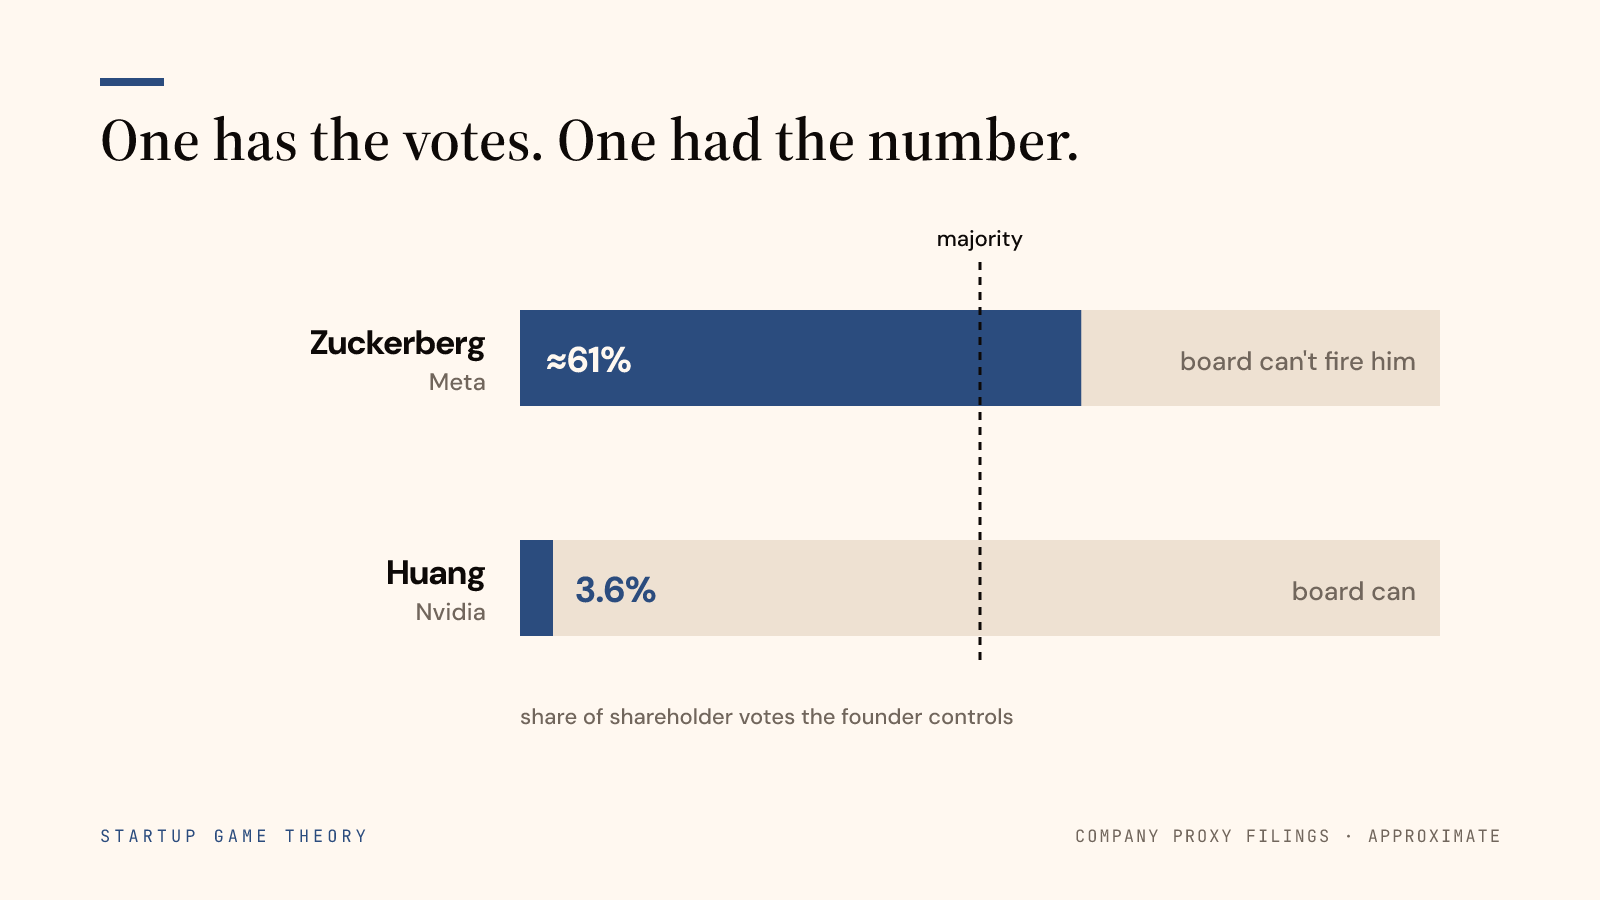 One has the votes. One had the number.
majority
Zuckerberg
Meta
≈61%
board can't fire him
Huang
Nvidia
3.6%
board can
share of shareholder votes the founder controls
STARTUP GAME THEORY
COMPANY PROXY FILINGS · APPROXIMATE